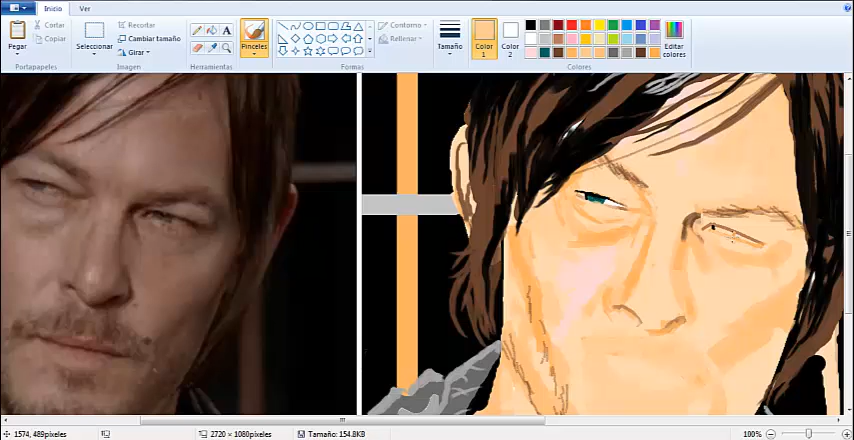 Inicio Ver
Pegar
Cortar
Copiar
Portapapeles
Seleccionar
Recortar
Cambiar tamaño
Girar
Imagen
A
Herramientas
Pinceles
Contorno
Rellenar
Formas
Tamaño
Color 1
Color 2
Editar colores
Colores
1574, 489píxeles
2720 × 1080píxeles
Tamaño: 154.8KB
100%